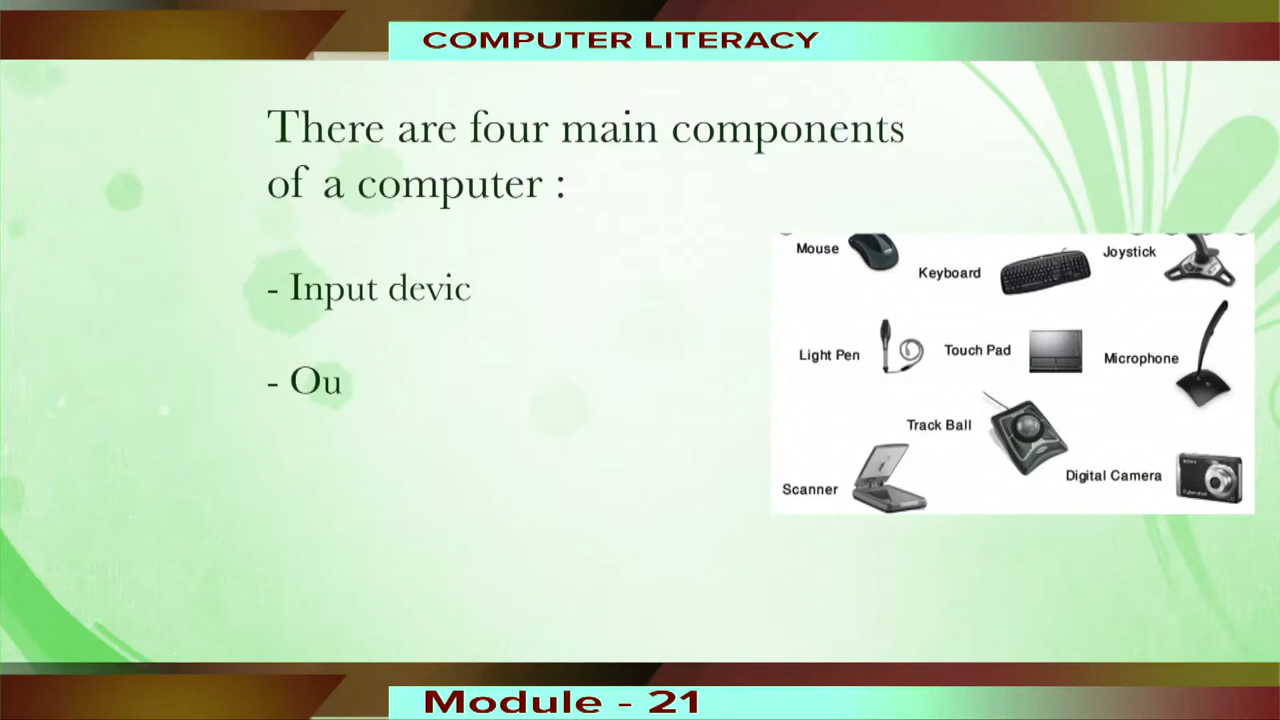 COMPUTER LITERACY
There are four main components
of a computer :
- Input devic
- Ou
Mouse
Keyboard
Joystick
Light Pen
Touch Pad
Microphone
Track Ball
Scanner
Digital Camera
SONY
Module - 21